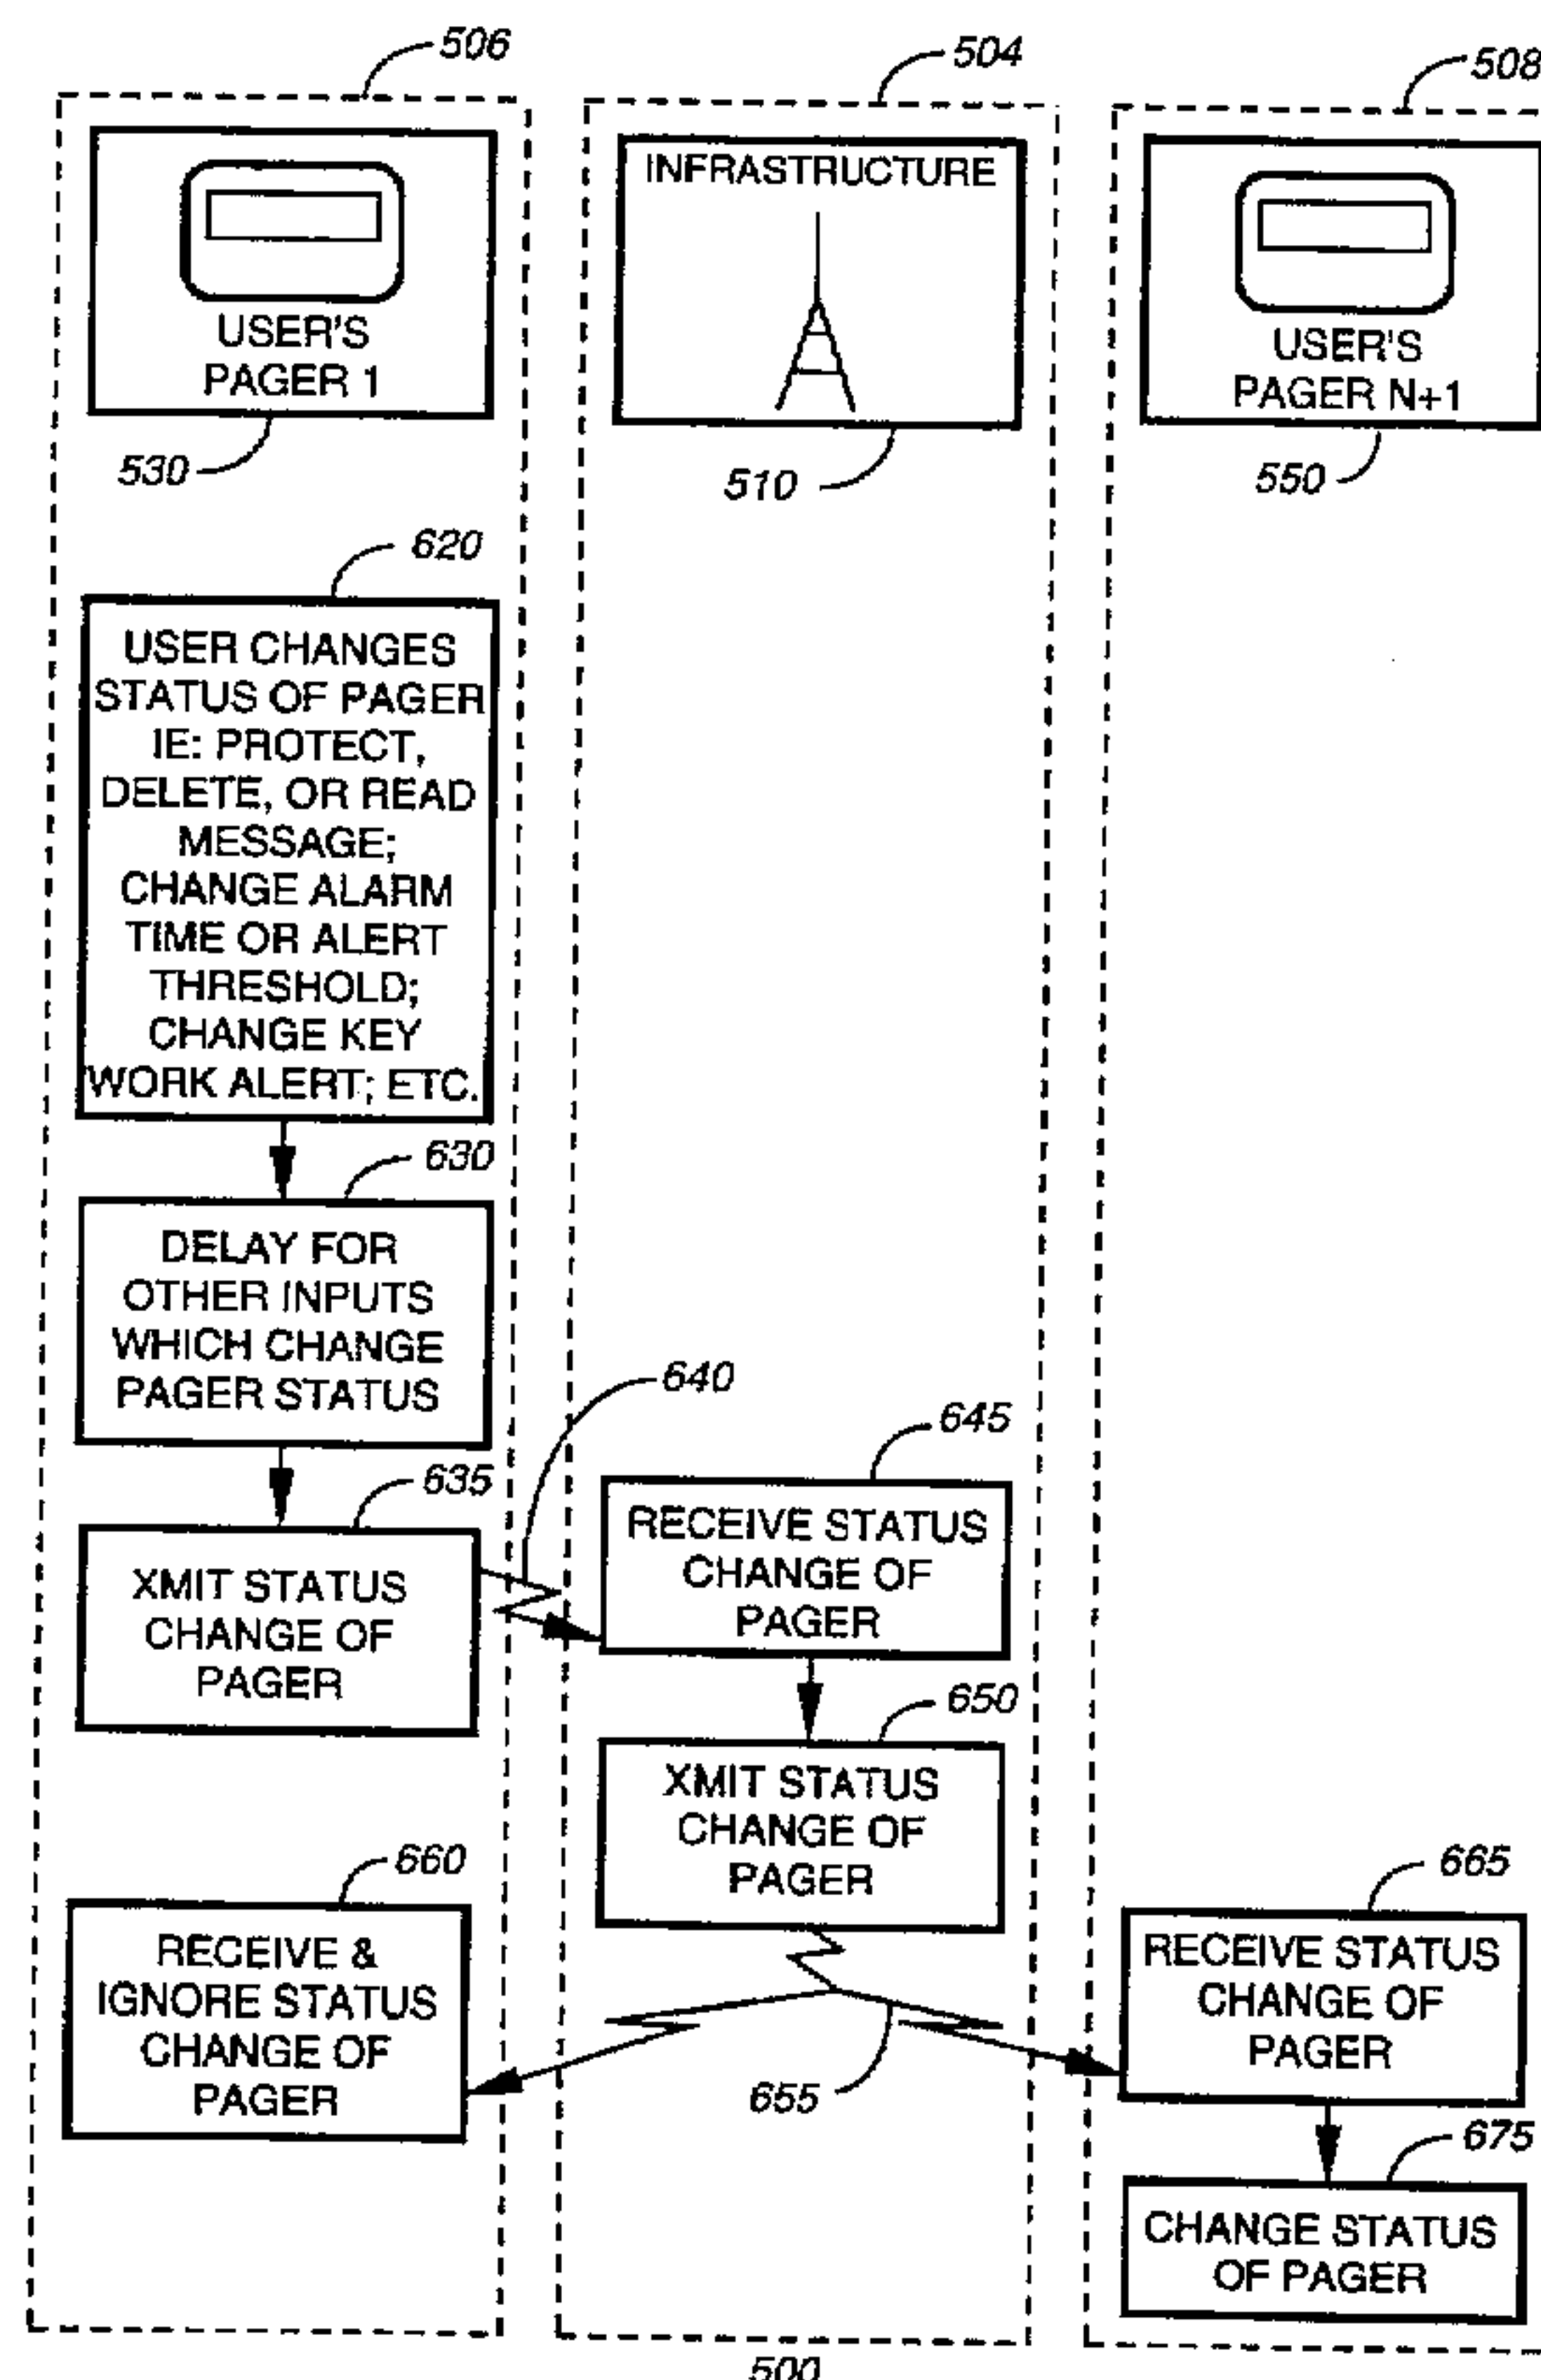 506
504
508
INFRASTRUCTURE
USER'S
PAGER 1
USER'S
PAGER N+1
530
510
550
620
USER CHANGES
STATUS OF PAGER
IE: PROTECT,
DELETE, OR READ
MESSAGE;
CHANGE ALARM
TIME OR ALERT
THRESHOLD;
CHANGE KEY
WORK ALERT; ETC.
630
DELAY FOR
OTHER INPUTS
WHICH CHANGE
PAGER STATUS
640
645
635
XMIT STATUS
CHANGE OF
PAGER
RECEIVE STATUS
CHANGE OF
PAGER
650
XMIT STATUS
CHANGE OF
PAGER
660
RECEIVE &
IGNORE STATUS
CHANGE OF
PAGER
655
665
RECEIVE STATUS
CHANGE OF
PAGER
675
CHANGE STATUS
OF PAGER
500